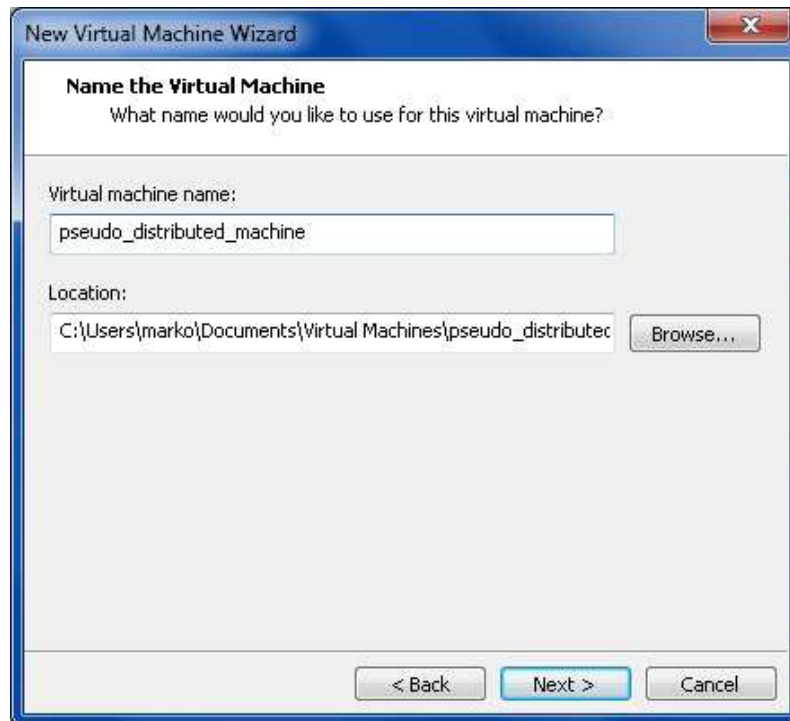 New Virtual Machine Wizard
Name the Virtual Machine
What name would you like to use for this virtual machine?
Virtual machine name:
pseudo_distributed_machine
Location:
C:\Users\marko\Documents\Virtual Machines\pseudo_distributec
Browse...
< Back Next > Cancel